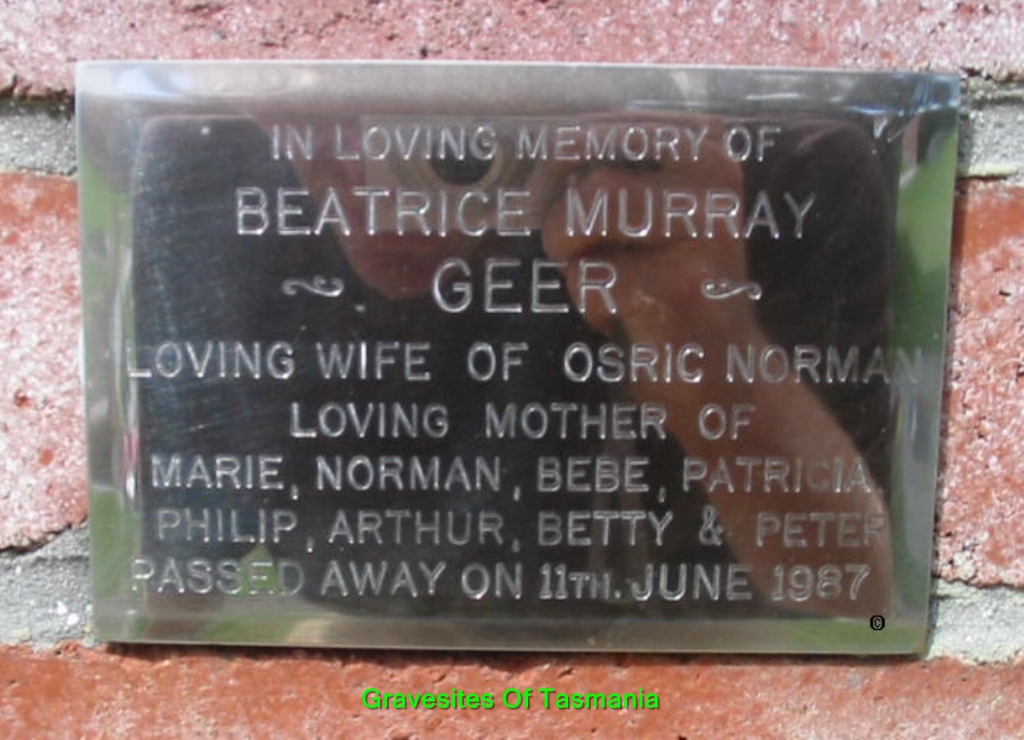 IN LOVING MEMORY OF
BEATRICE MURRAY
~ GEER ~
LOVING WIFE OF OSRIC NORMAN
LOVING MOTHER OF
MARIE, NORMAN, BEBE, PATRICIA,
PHILIP, ARTHUR, BETTY & PETER
PASSED AWAY ON 11TH. JUNE 1987
©
Gravesites Of Tasmania